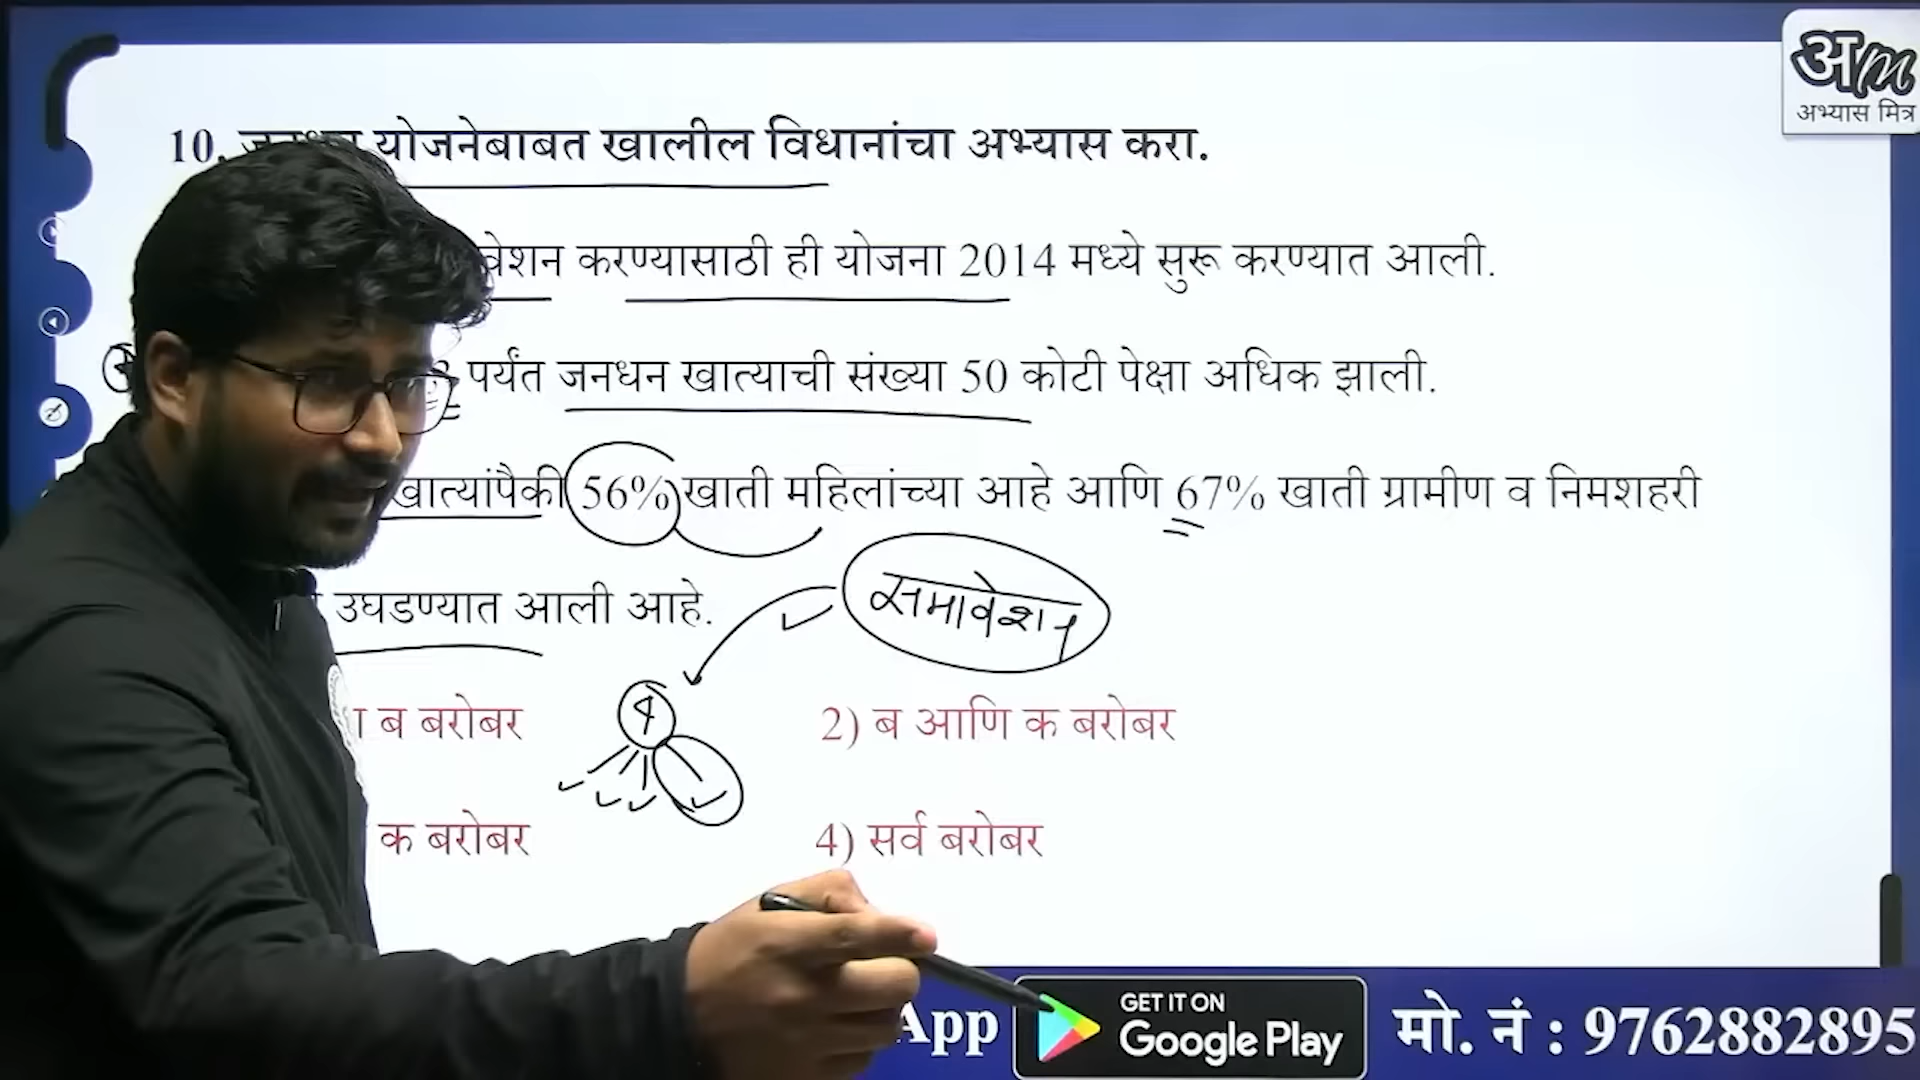 अm
अभ्यास मित्र
10. जनधन योजनेबाबत खालील विधानांचा अभ्यास करा.
करण्यासाठी ही योजना 2014 मध्ये सुरू करण्यात आली.
पर्यंत जनधन खात्याची संख्या 50 कोटी पेक्षा अधिक झाली.
खात्यांपैकी 56% खाती महिलांच्या आहे आणि 67% खाती ग्रामीण व निमशहरी
उघडण्यात आली आहे.
समावेशन
ब बरोबर
2) ब आणि क बरोबर
क बरोबर
4) सर्व बरोबर
App
GET IT ON
Google Play
मो. नं : 9762882895